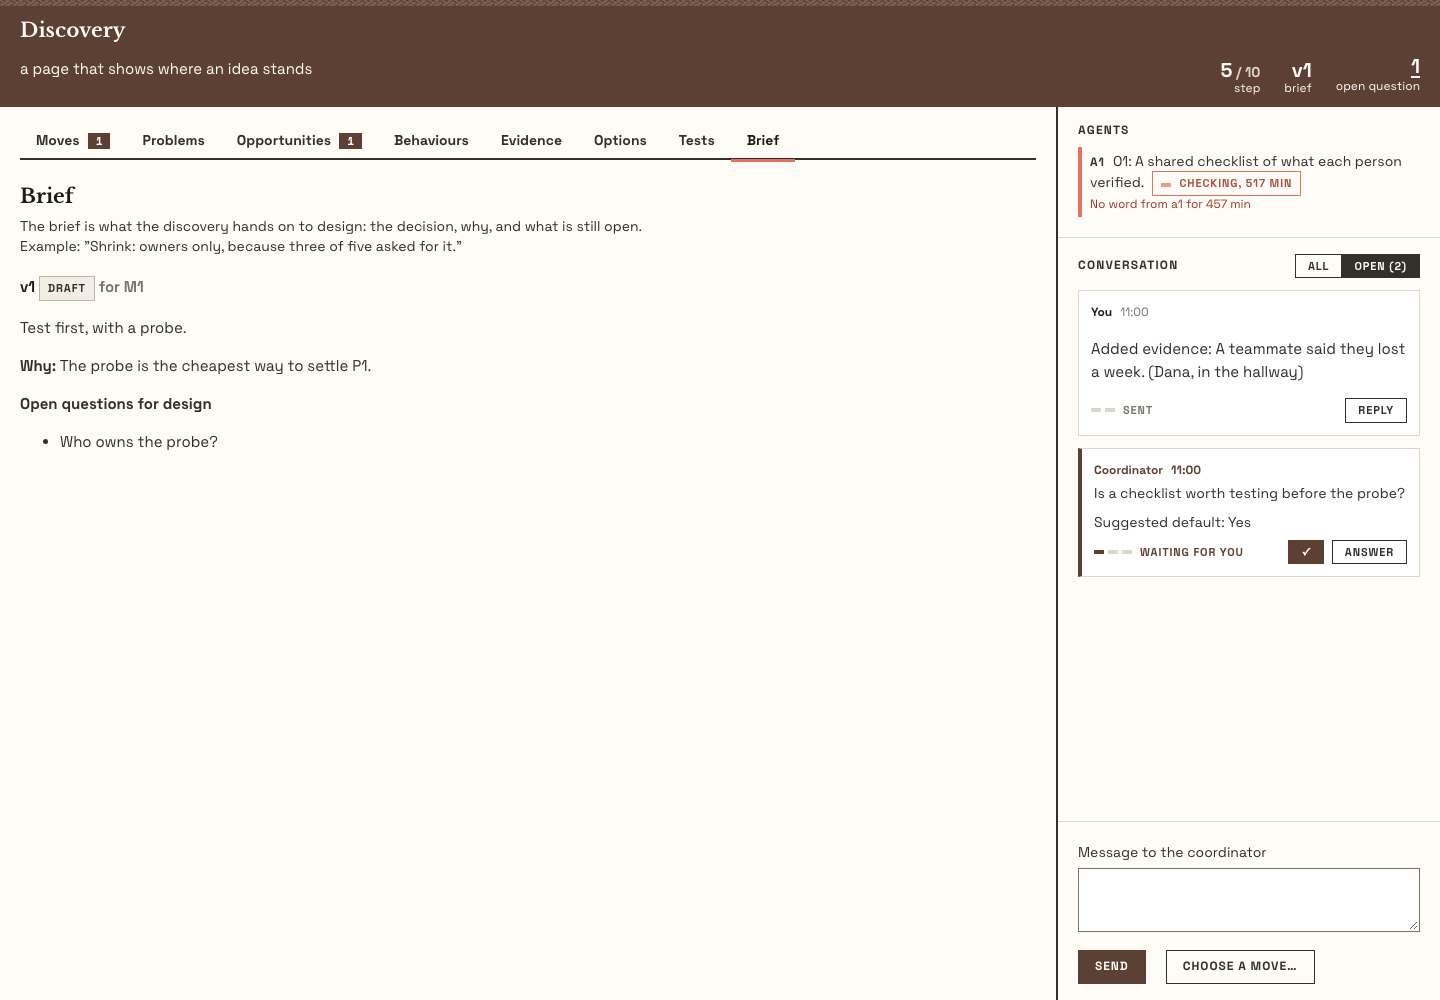 Discovery
a page that shows where an idea stands
5 / 10
step
v1
brief
1
open question
Moves 1 Problems Opportunities 1 Behaviours Evidence Options Tests Brief
Brief
The brief is what the discovery hands on to design: the decision, why, and what is still open.
Example: "Shrink: owners only, because three of five asked for it."
v1 DRAFT for M1
Test first, with a probe.
Why: The probe is the cheapest way to settle P1.
Open questions for design
• Who owns the probe?
AGENTS
A1 O1: A shared checklist of what each person
verified. CHECKING, 517 MIN
No word from a1 for 457 min
CONVERSATION
ALL OPEN (2)
You 11:00
Added evidence: A teammate said they lost
a week. (Dana, in the hallway)
SENT
REPLY
Coordinator 11:00
Is a checklist worth testing before the probe?
Suggested default: Yes
WAITING FOR YOU
✓ ANSWER
Message to the coordinator
SEND CHOOSE A MOVE…